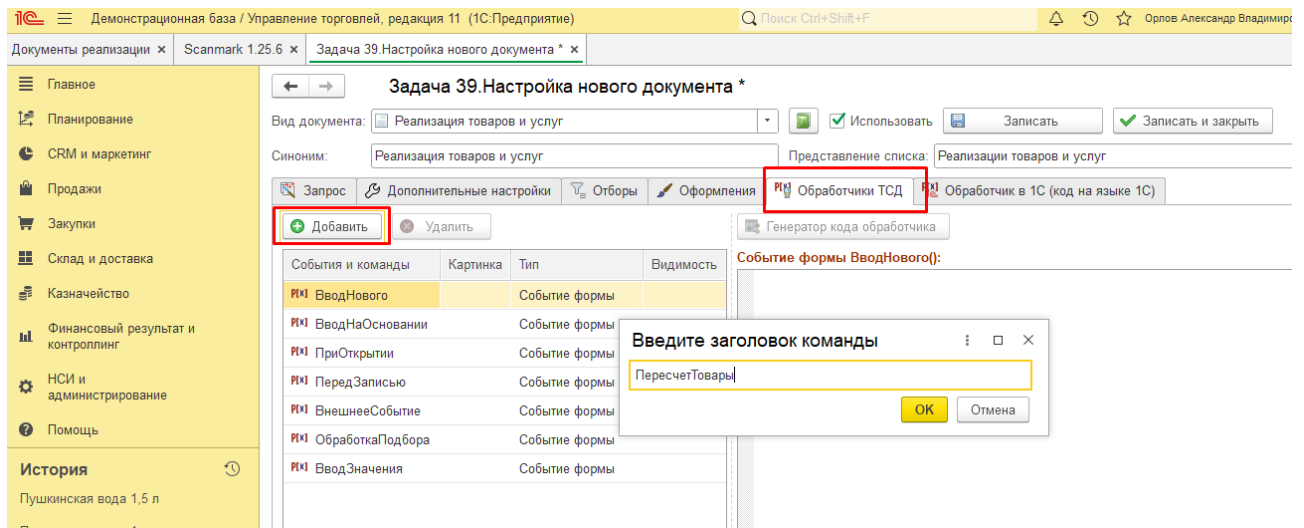 1С Демонстрационная база / Управление торговлей, редакция 11 (1С:Предприятие) Поиск Ctrl+Shift+F Орлов Александр Владимиро
Документы реализации × Scanmark 1.25.6 × Задача 39.Настройка нового документа * ×
Главное
Планирование
CRM и маркетинг
Продажи
Закупки
Склад и доставка
Казначейство
Финансовый результат и
контроллинг
НСИ и
администрирование
Помощь
История
Пушкинская вода 1,5 л
Задача 39.Настройка нового документа *
Вид документа: Реализация товаров и услуг Использовать Записать Записать и закрыть
Синоним: Реализация товаров и услуг Представление списка: Реализации товаров и услуг
Запрос Дополнительные настройки Отборы Оформления Обработчики ТСД Обработчик в 1С (код на языке 1С)
Добавить Удалить Генератор кода обработчика
События и команды Картинка Тип Видимость Событие формы ВводНового():
P[x] ВводНового Событие формы
P[x] ВводНаОсновании Событие формы
P[x] ПриОткрытии Событие формы
P[x] ПередЗаписью Событие формы
P[x] ВнешнееСобытие Событие формы
P[x] ОбработкаПодбора Событие формы
P[x] ВводЗначения Событие формы
Введите заголовок команды
ПересчетТовары
ОК Отмена